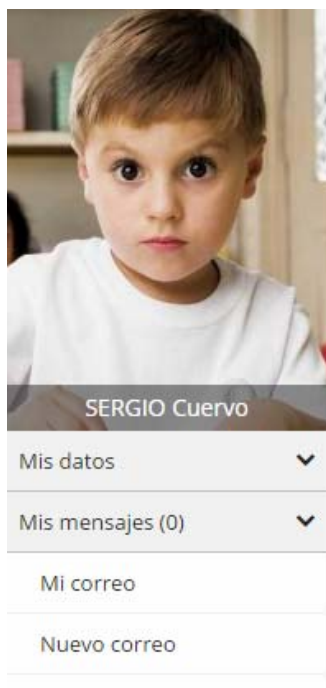 SERGIO Cuervo
Mis datos
Mis mensajes (0)
Mi correo
Nuevo correo